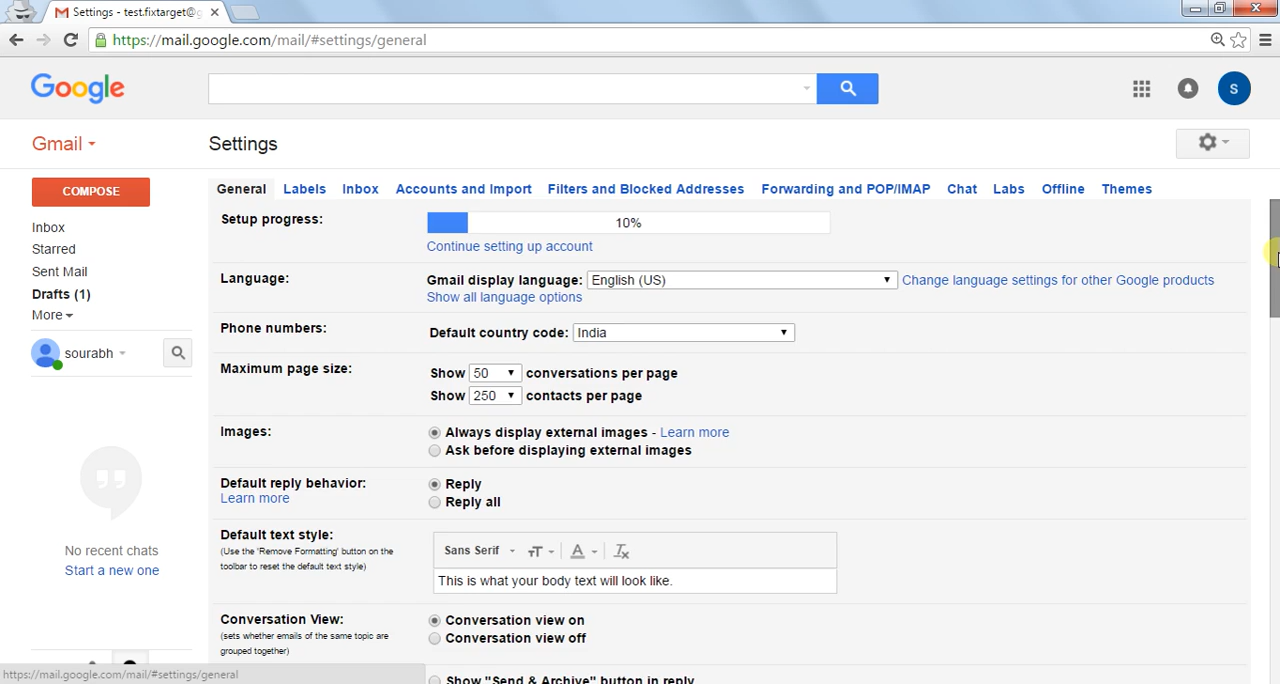 Settings - test.fixtarget@g
https://mail.google.com/mail/#settings/general
Google
S
Gmail
Settings
COMPOSE
General Labels Inbox Accounts and Import Filters and Blocked Addresses Forwarding and POP/IMAP Chat Labs Offline Themes
Inbox
Starred
Sent Mail
Drafts (1)
More
sourabh
No recent chats
Start a new one
Setup progress: 10%
Continue setting up account
Language: Gmail display language: English (US) Change language settings for other Google products
Show all language options
Phone numbers: Default country code: India
Maximum page size: Show 50 conversations per page
Show 250 contacts per page
Images: Always display external images - Learn more
Ask before displaying external images
Default reply behavior: Reply
Learn more Reply all
Default text style:
(Use the 'Remove Formatting' button on the
toolbar to reset the default text style)
Sans Serif
This is what your body text will look like.
Conversation View: Conversation view on
(sets whether emails of the same topic are
grouped together)
Conversation view off
Show "Send & Archive" button in reply
https://mail.google.com/mail/#settings/general